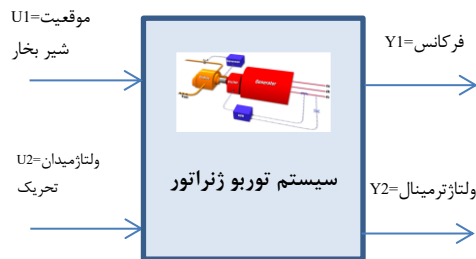 U1=موقعیت
شیر بخار
Y1=فرکانس
Generator
سیستم توربو ژنراتور
U2=ولتاژمیدان
تحریک
Y2=ولتاژترمینال